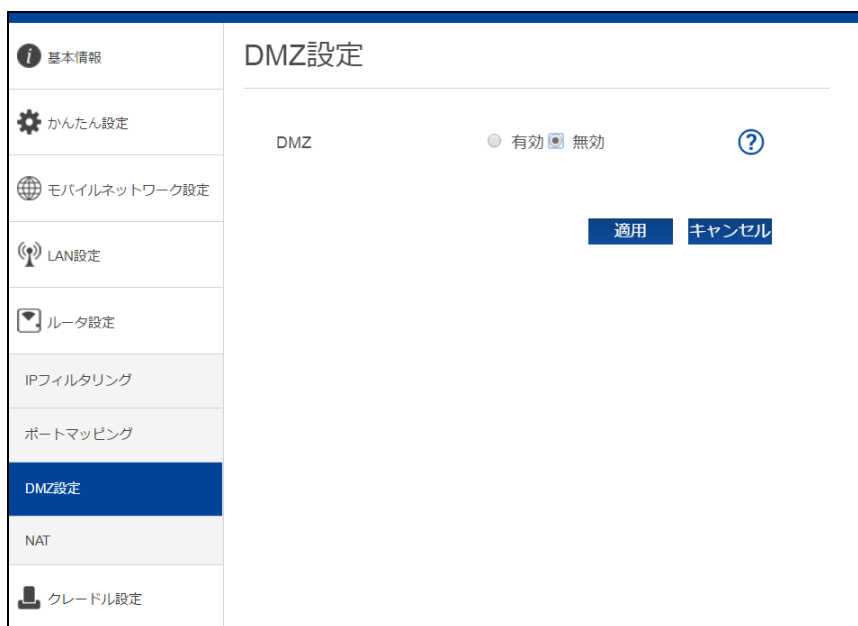 基本情報
かんたん設定
モバイルネットワーク設定
LAN設定
ルータ設定
IPフィルタリング
ポートマッピング
DMZ設定
NAT
クレードル設定
DMZ設定
DMZ 有効 無効 ?
適用 キャンセル